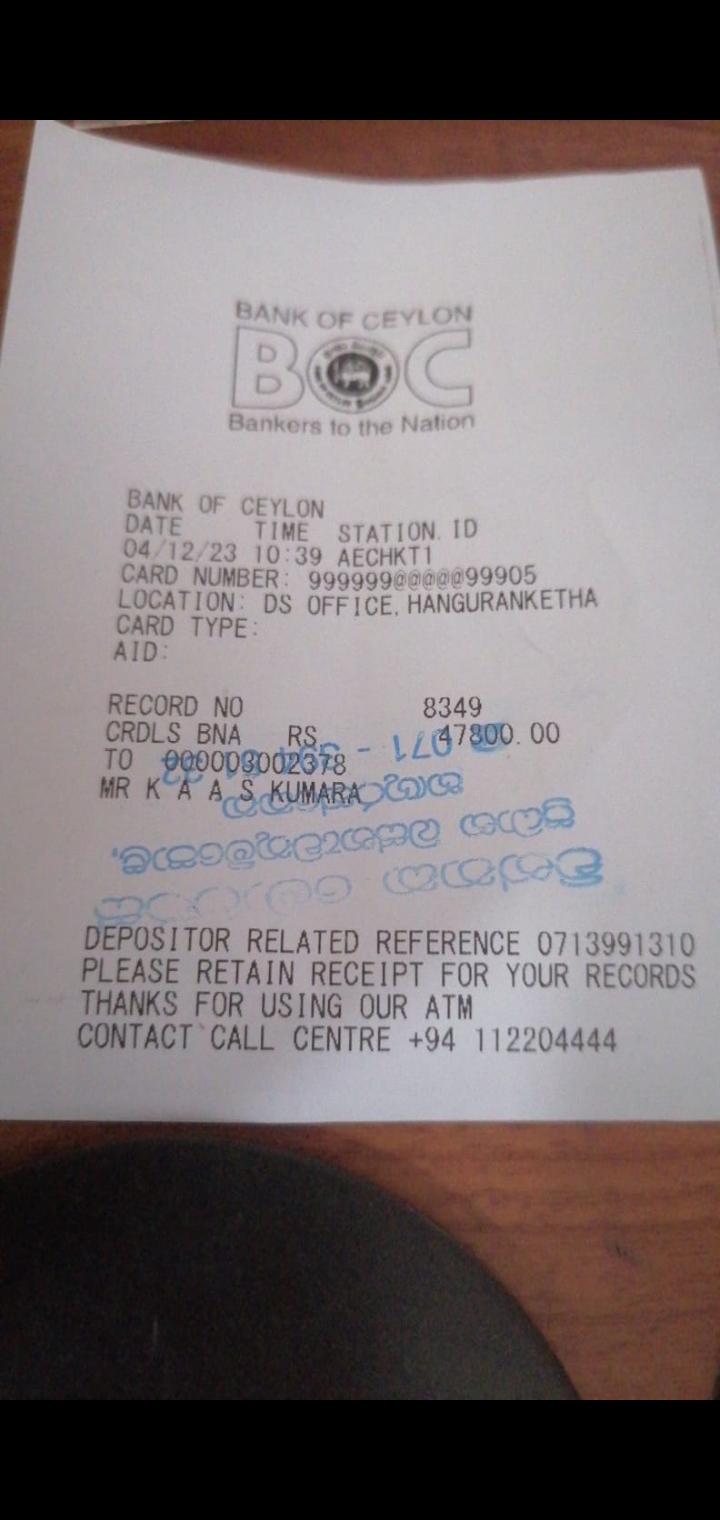 BANK OF CEYLON
BOC
Bankers to the Nation
BANK OF CEYLON
DATE TIME STATION.ID
04/12/23 10:39 AECHKT1
CARD NUMBER: 999999@@@@@99905
LOCATION: DS OFFICE, HANGURANKETHA
CARD TYPE:
AID:
RECORD NO 8349
CRDLS BNA RS 47800.00
TO 000003002378
MR K A A S KUMARA
DEPOSITOR RELATED REFERENCE 0713991310
PLEASE RETAIN RECEIPT FOR YOUR RECORDS
THANKS FOR USING OUR ATM
CONTACT CALL CENTRE +94 112204444